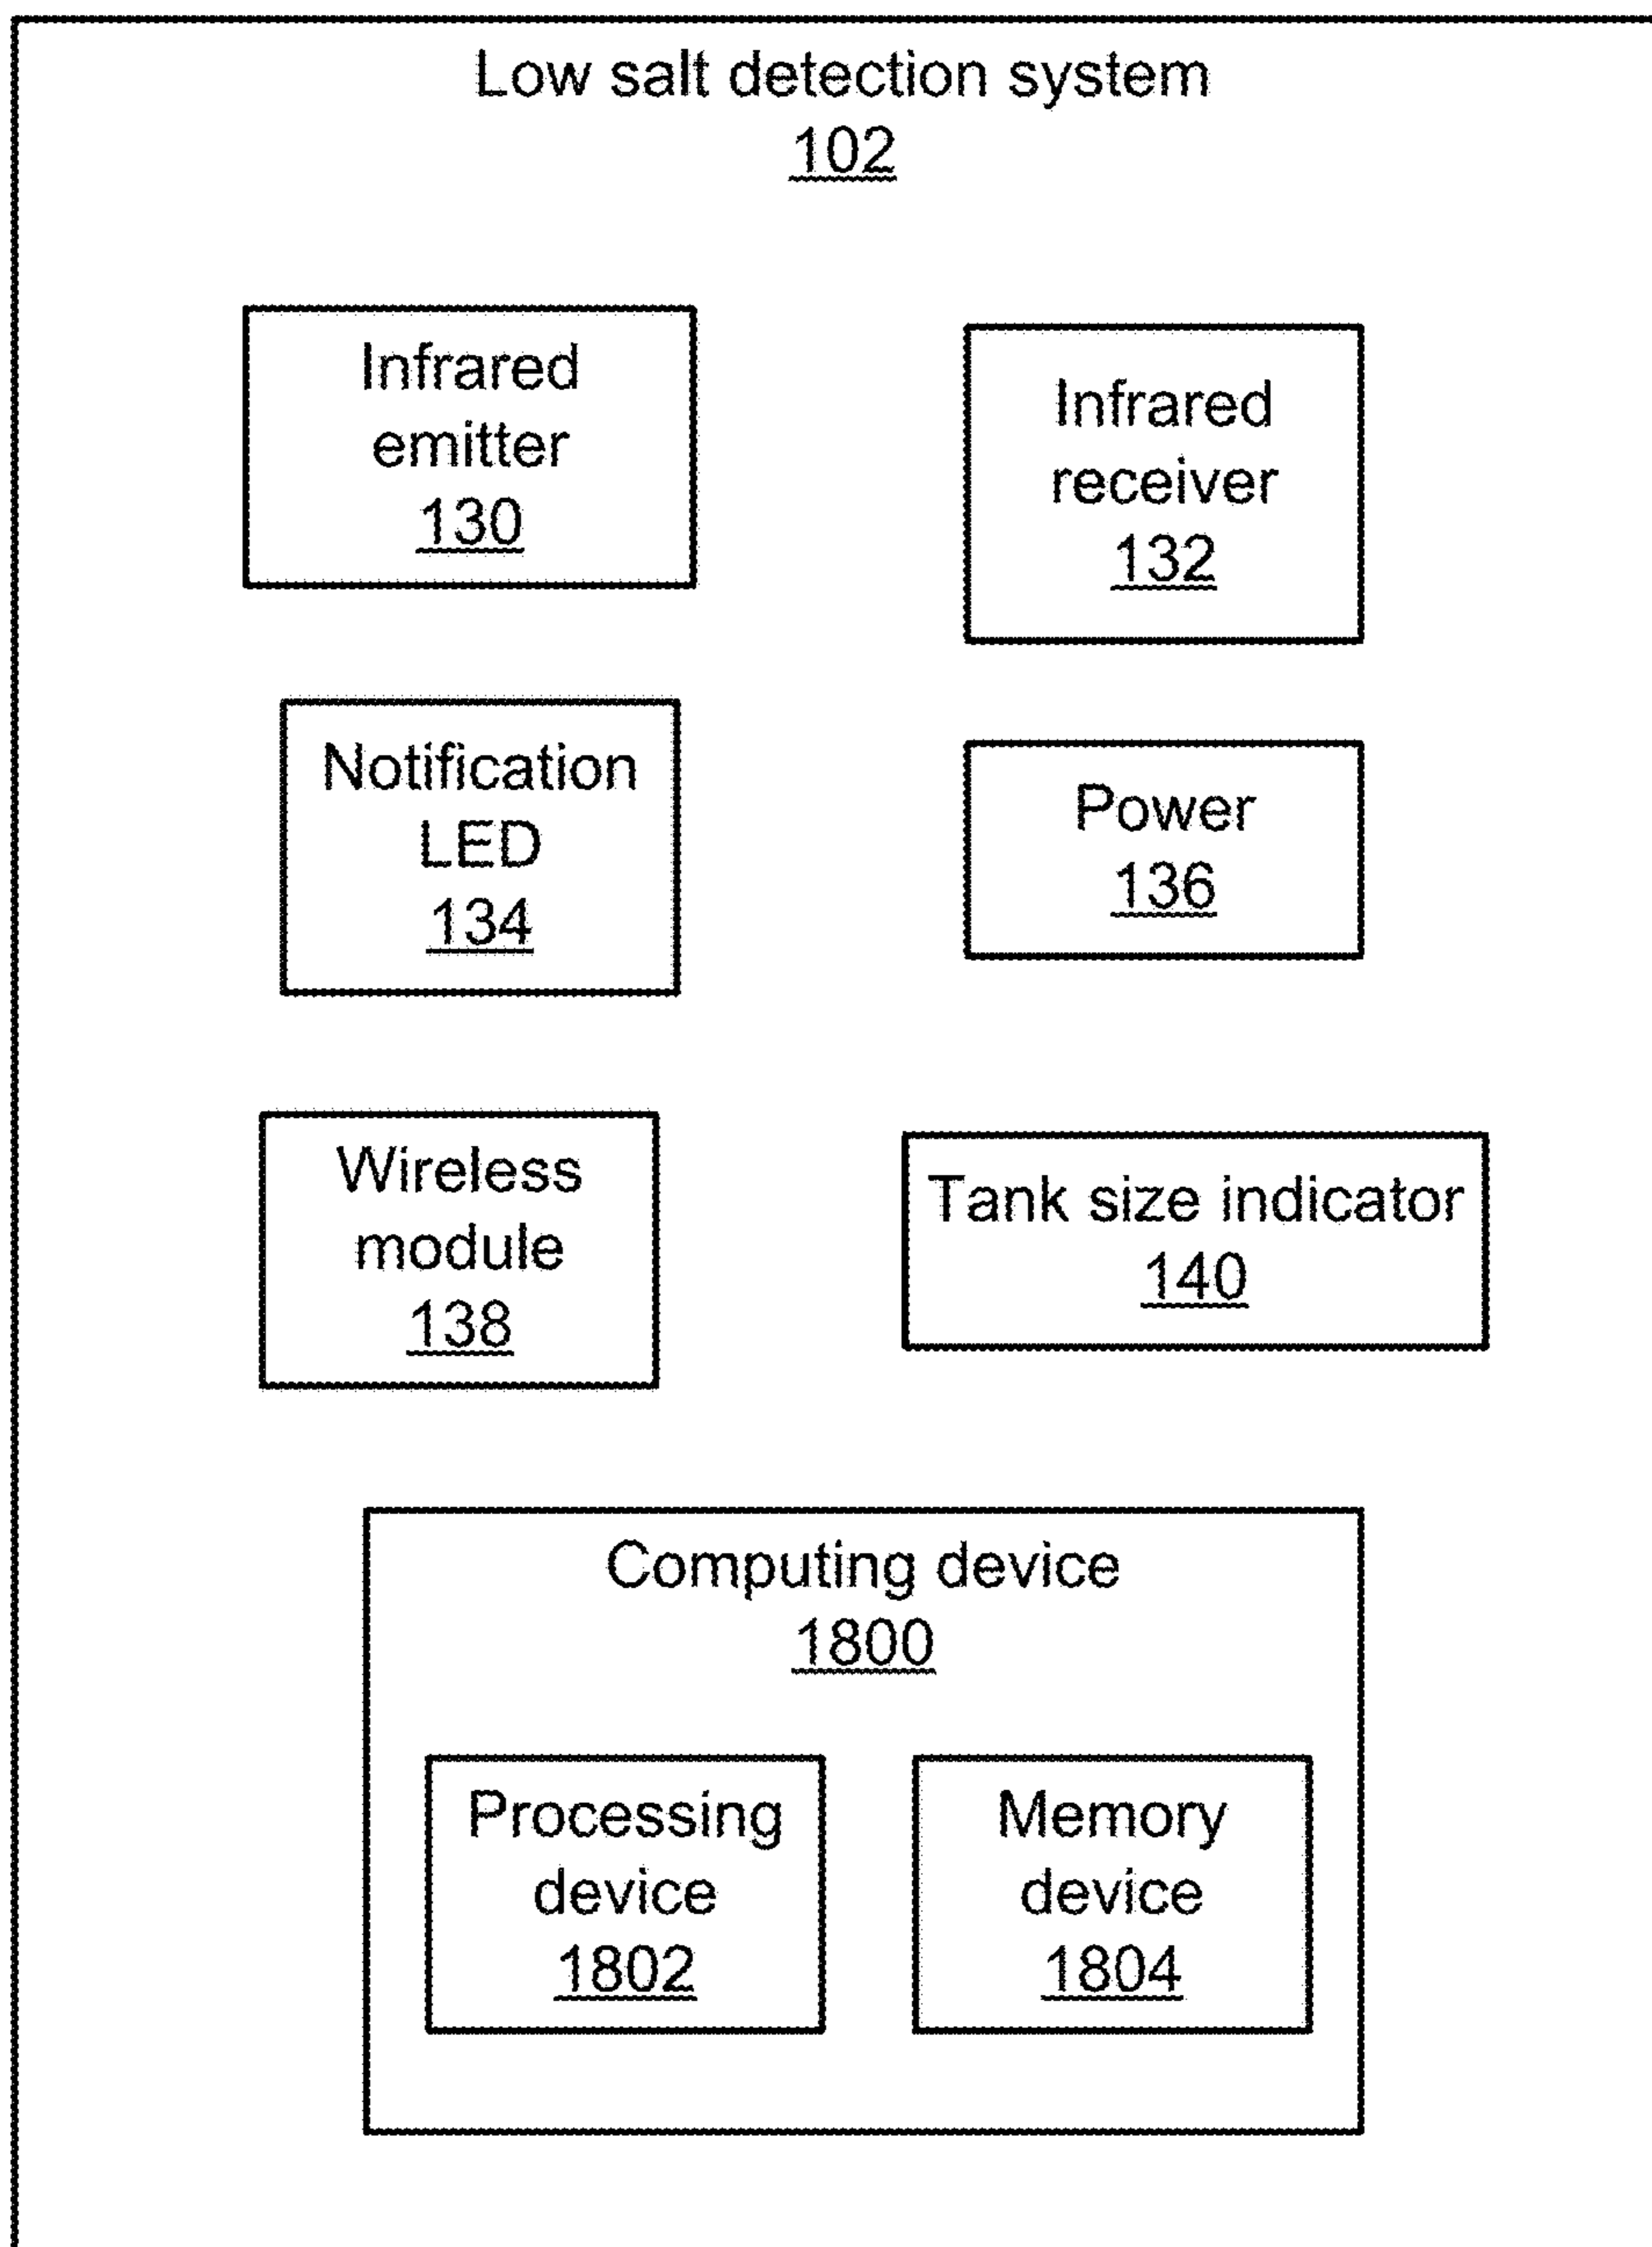 Low salt detection system
102
Infrared
emitter
130
Infrared
receiver
132
Notification
LED
134
Power
136
Wireless
module
138
Tank size indicator
140
Computing device
1800
Processing
device
1802
Memory
device
1804